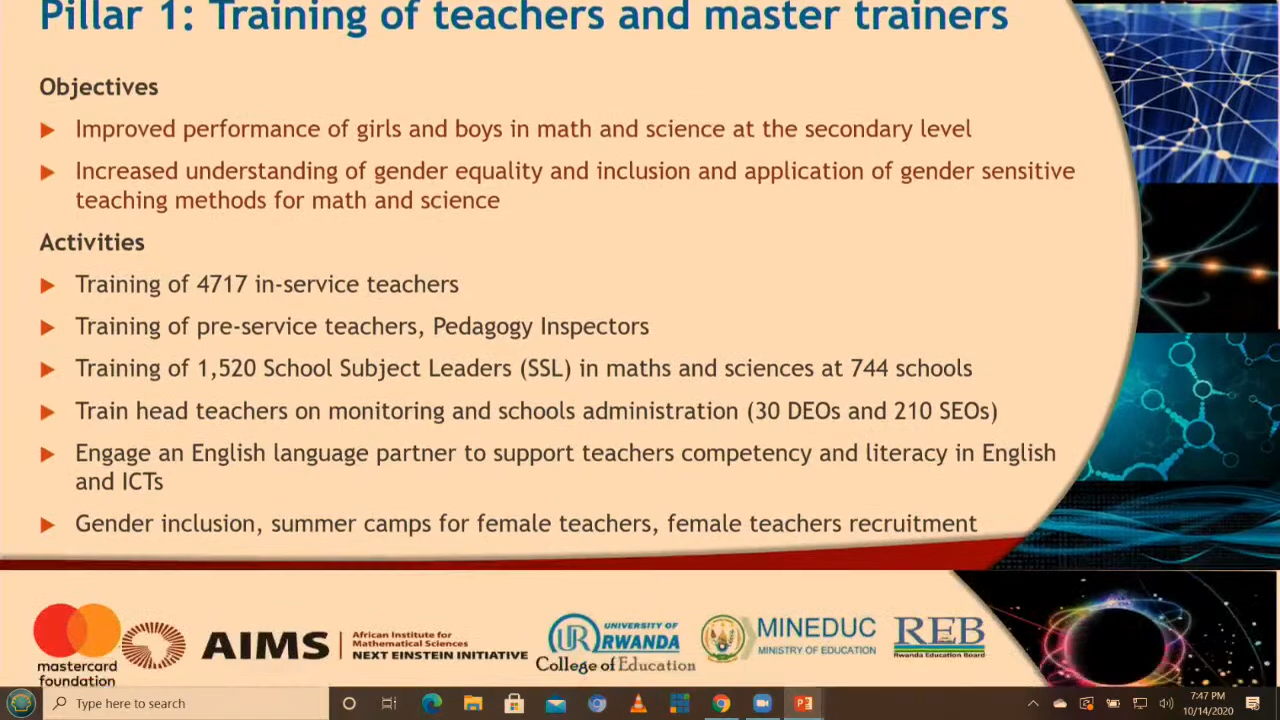 Pillar 1: Training of teachers and master trainers
Objectives
Improved performance of girls and boys in math and science at the secondary level
Increased understanding of gender equality and inclusion and application of gender sensitive
teaching methods for math and science
Activities
Training of 4717 in-service teachers
Training of pre-service teachers, Pedagogy Inspectors
Training of 1,520 School Subject Leaders (SSL) in maths and sciences at 744 schools
Train head teachers on monitoring and schools administration (30 DEOs and 210 SEOs)
Engage an English language partner to support teachers competency and literacy in English
and ICTs
Gender inclusion, summer camps for female teachers, female teachers recruitment
mastercard
foundation
AIMS
African Institute for
Mathematical Sciences
NEXT EINSTEIN INITIATIVE
UR
UNIVERSITY OF
RWANDA
College of Education
MINEDUC
MINISTRY OF EDUCATION
REB
Rwanda Education Board
Type here to search
7:47 PM
10/14/2020